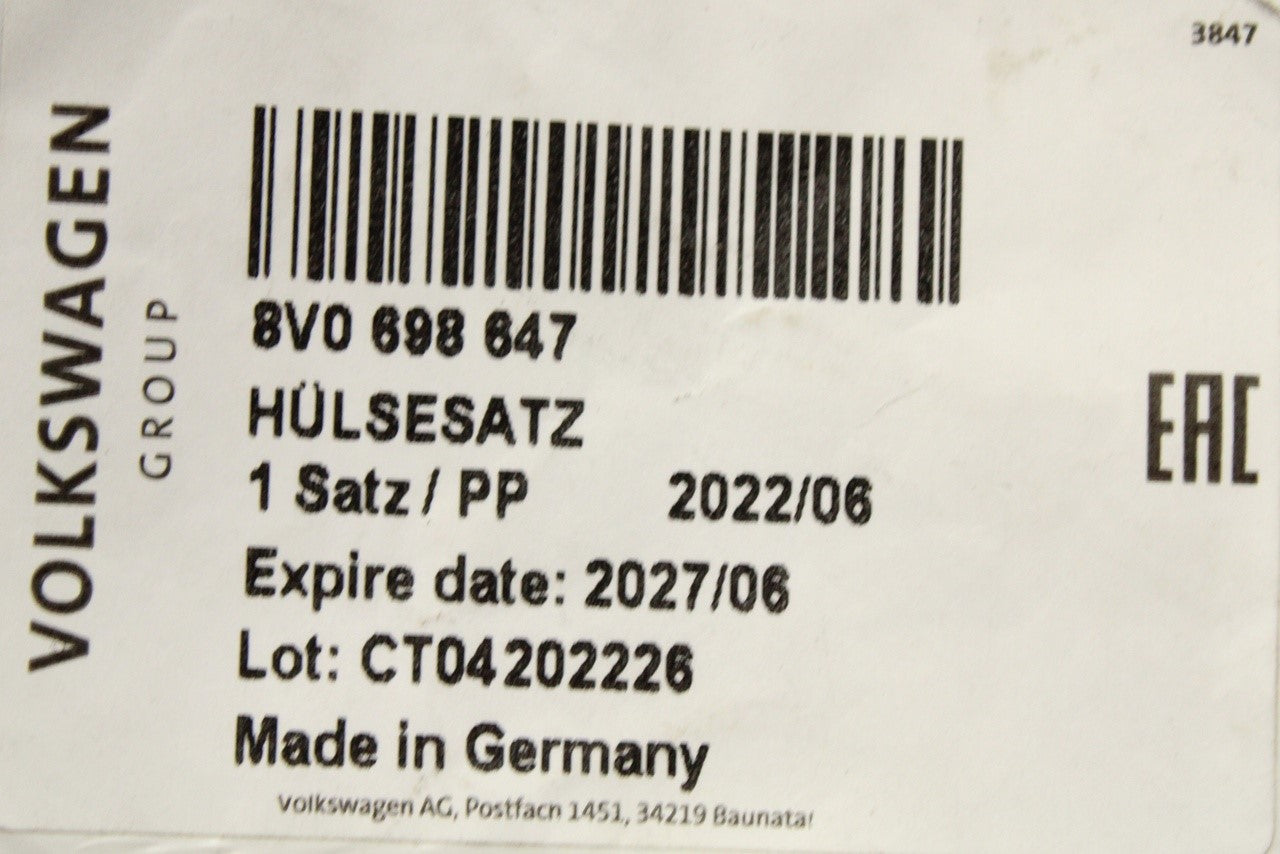 3847
VOLKSWAGEN
GROUP
8V0 698 647
HÜLSESATZ
1 Satz / PP 2022/06
EAC
Expire date: 2027/06
Lot: CT04202226
Made in Germany
Volkswagen AG, Postfach 1451, 34219 Baunatal